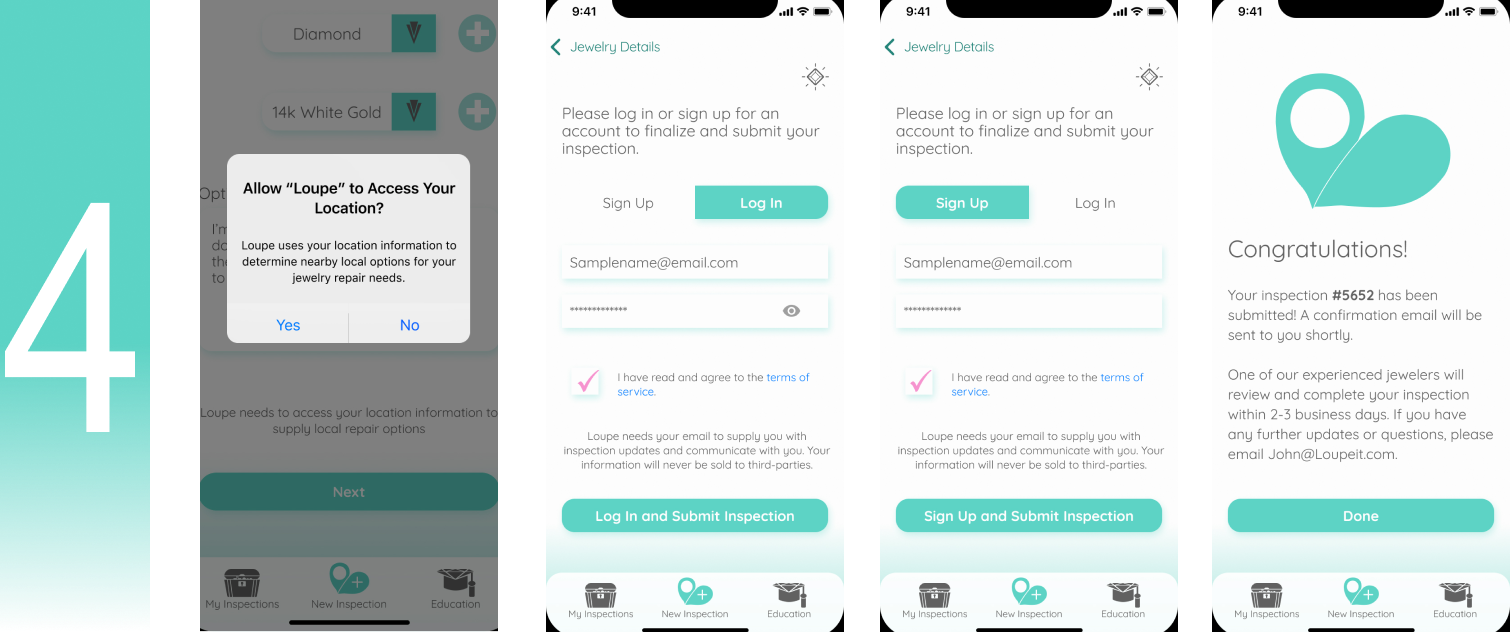 4
Diamond
14k White Gold
Opt
I'm
do
the
to
Allow “Loupe” to Access Your
Location?
Loupe uses your location information to
determine nearby local options for your
jewelry repair needs.
Yes
No
Loupe needs to access your location information to
supply local repair options
Next
My Inspections
New Inspection
Education
9:41
Jewelry Details
Please log in or sign up for an
account to finalize and submit your
inspection.
Sign Up
Log In
Samplename@email.com
*************
I have read and agree to the terms of
service.
Loupe needs your email to supply you with
inspection updates and communicate with you. Your
information will never be sold to third-parties.
Log In and Submit Inspection
My Inspections
New Inspection
Education
9:41
Jewelry Details
Please log in or sign up for an
account to finalize and submit your
inspection.
Sign Up
Log In
Samplename@email.com
*************
I have read and agree to the terms of
service.
Loupe needs your email to supply you with
inspection updates and communicate with you. Your
information will never be sold to third-parties.
Sign Up and Submit Inspection
My Inspections
New Inspection
Education
9:41
Congratulations!
Your inspection #5652 has been
submitted! A confirmation email will be
sent to you shortly.
One of our experienced jewelers will
review and complete your inspection
within 2-3 business days. If you have
any further updates or questions, please
email John@Loupeit.com.
Done
My Inspections
New Inspection
Education